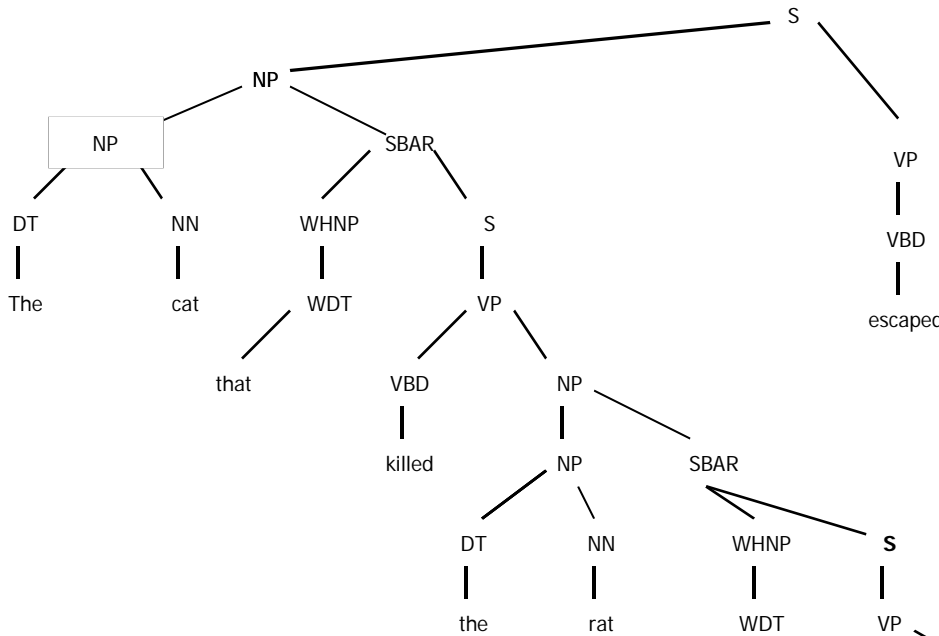 S
NP
NP SBAR VP
DT NN WHNP S VBD
The cat WDT VP escaped
that VBD NP
killed NP SBAR
DT NN WHNP S
the rat WDT VP